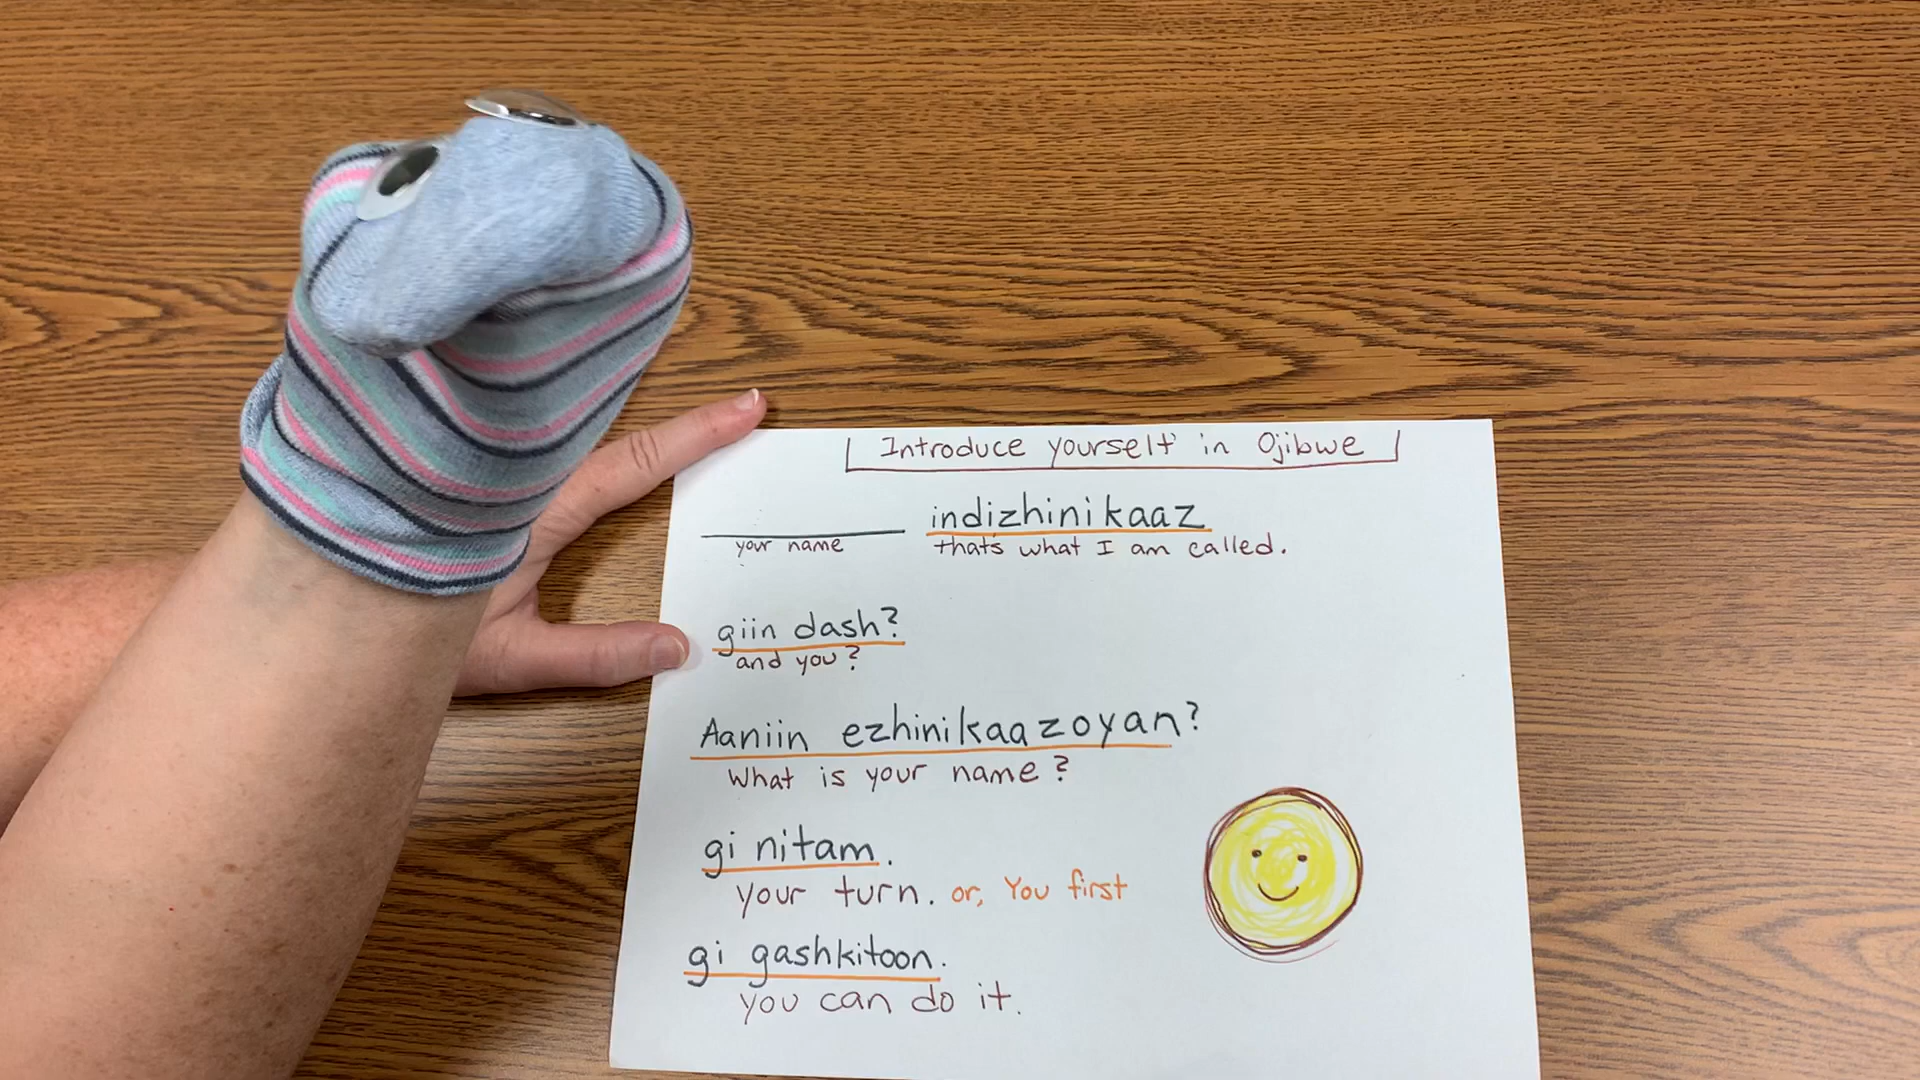 Introduce yourself in Ojibwe
indizhinikaaz
your name that's what I am called.
giin dash?
and you?
Aaniin ezhinikaazoyan?
What is your name?
gi nitam.
your turn. or, You first
gi gashkitoon.
you can do it.